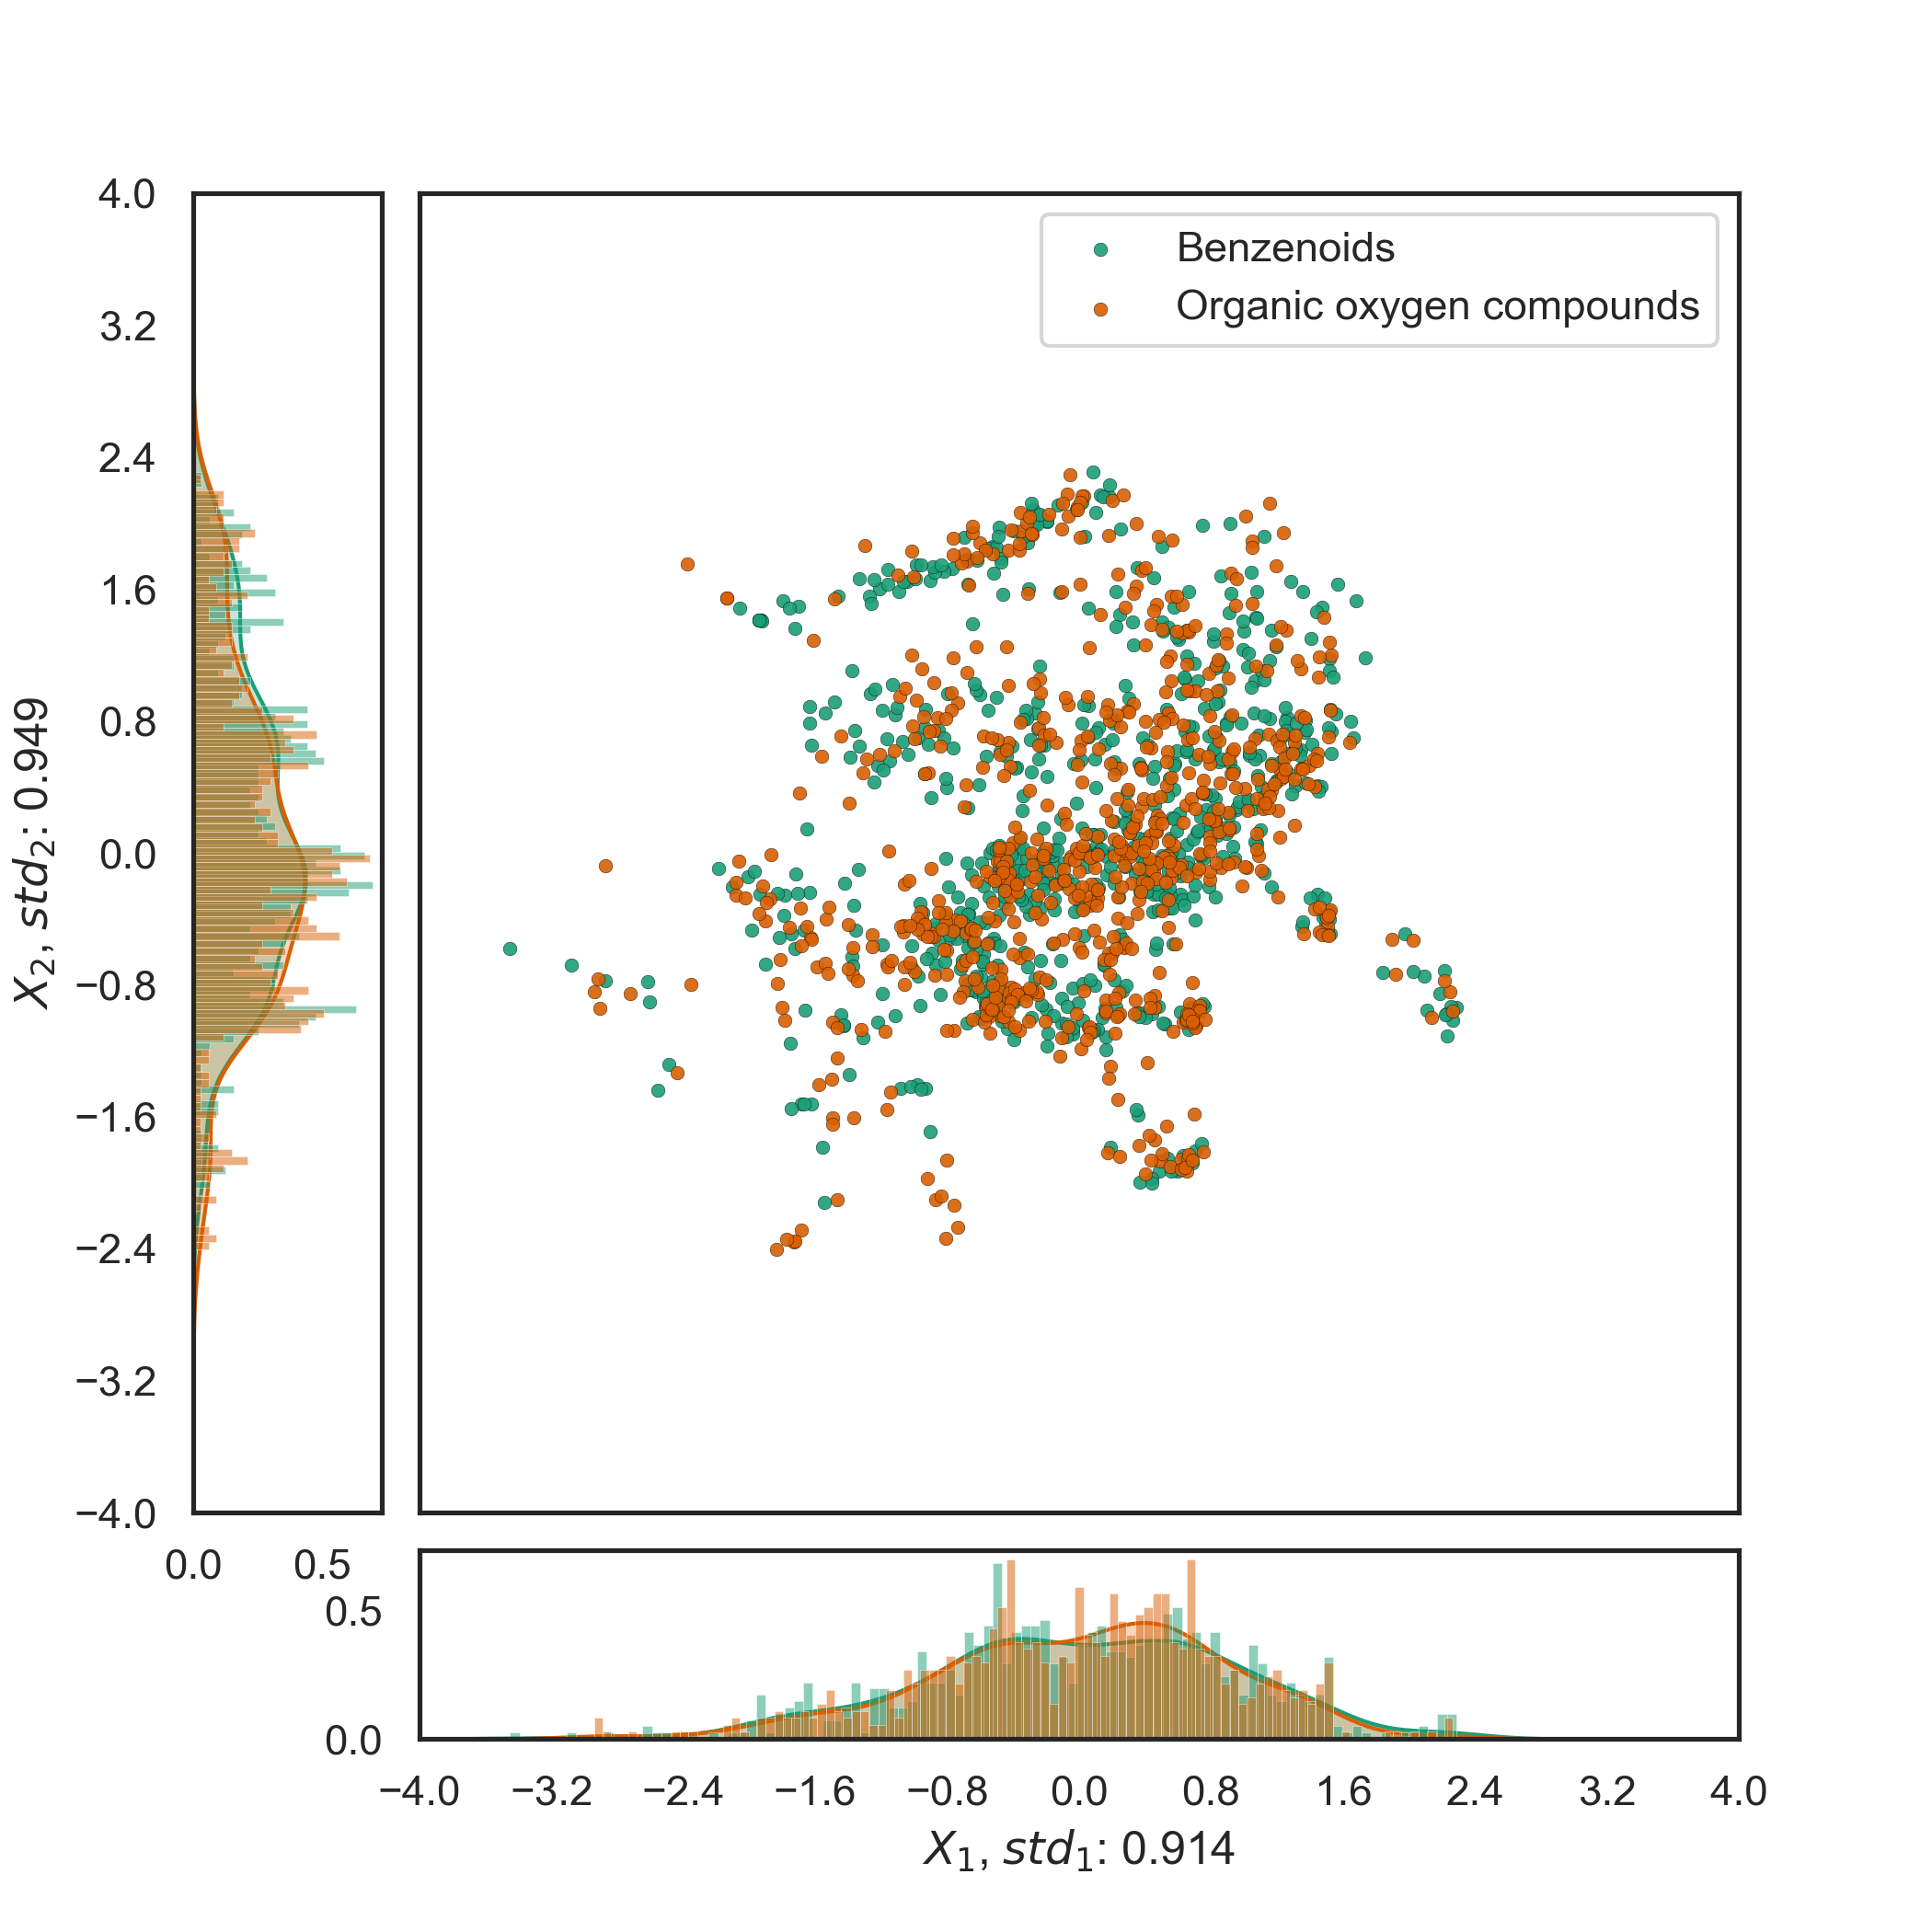 4.0
3.2
2.4
1.6
0.8
0.0
−0.8
−1.6
−2.4
−3.2
−4.0
X2, std2: 0.949
0.0 0.5
Benzenoids
Organic oxygen compounds
0.5
0.0
−4.0 −3.2 −2.4 −1.6 −0.8 0.0 0.8 1.6 2.4 3.2 4.0
X1, std1: 0.914